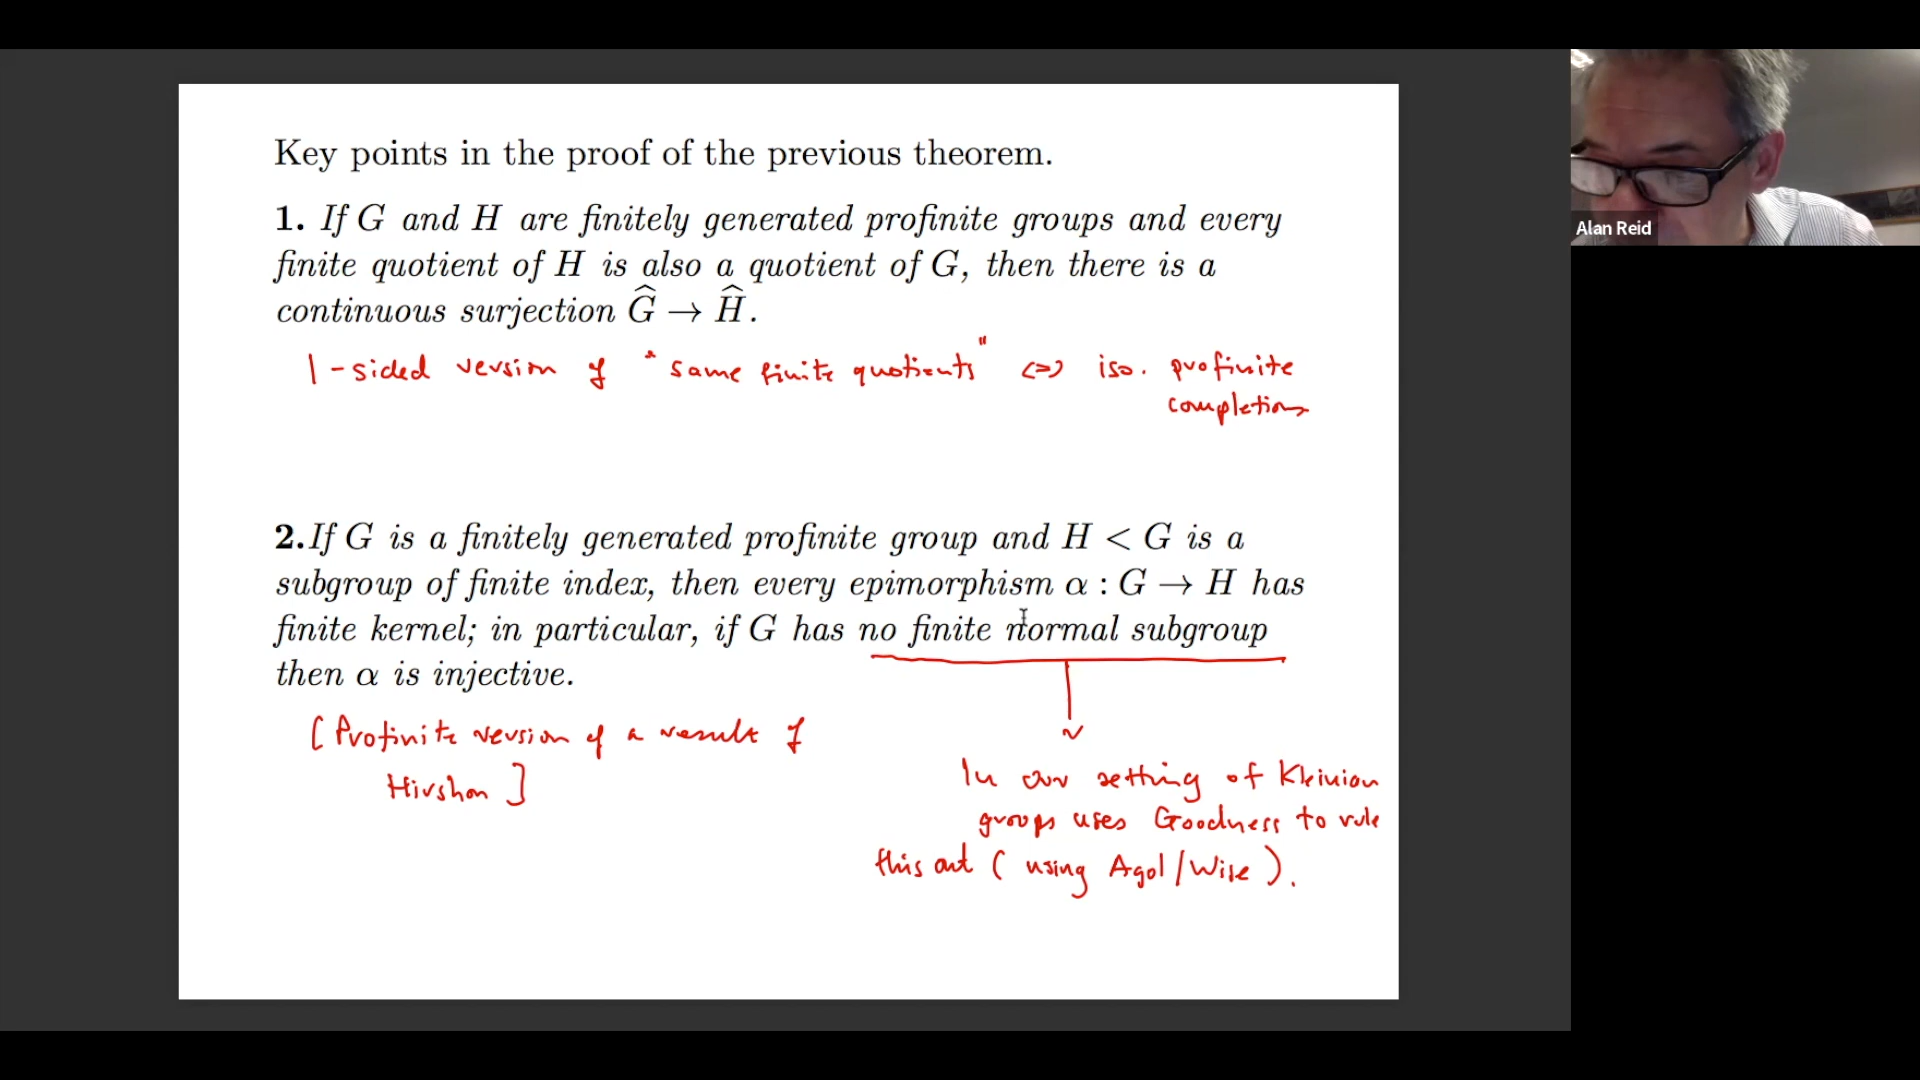 Key points in the proof of the previous theorem.
1. If G and H are finitely generated profinite groups and every
finite quotient of H is also a quotient of G, then there is a
continuous surjection Ĝ → Ĥ.
1-sided version of "same finite quotients" <=> iso. profinite
completions
2.If G is a finitely generated profinite group and H < G is a
subgroup of finite index, then every epimorphism α : G → H has
finite kernel; in particular, if G has no finite normal subgroup
then α is injective.
[Profinite version of a result of
Hirshon]
In our setting of Kleinian
groups uses Goodness to rule
this out (using Agol/Wise).
Alan Reid